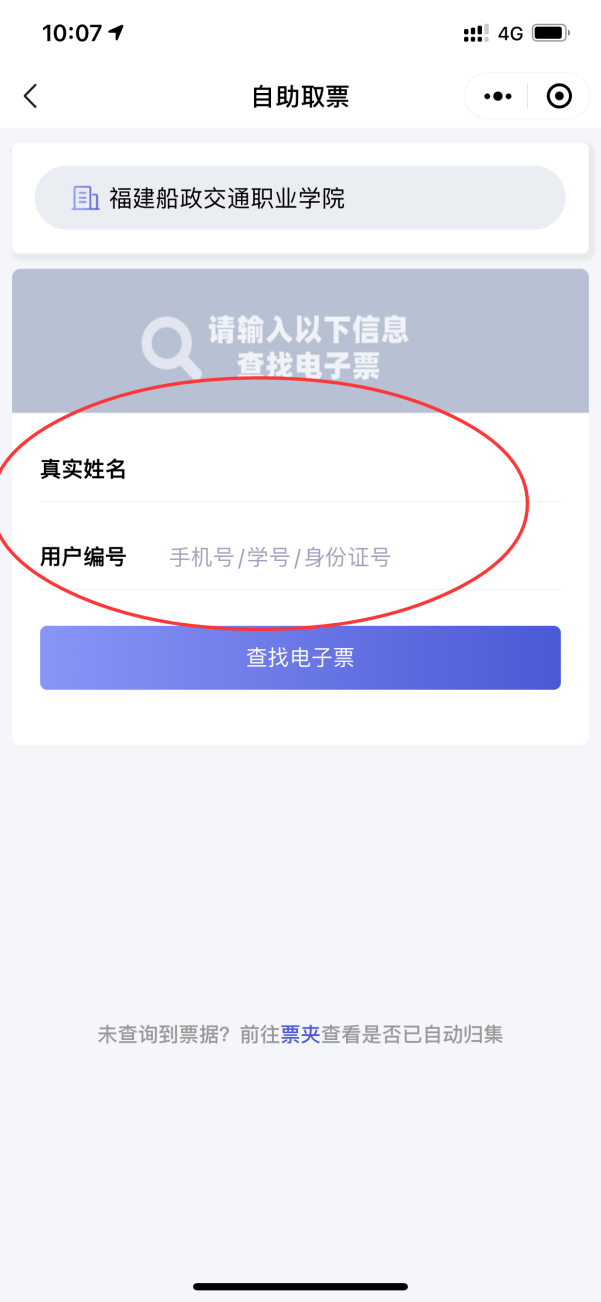 10:07
4G
自助取票
福建船政交通职业学院
请输入以下信息
查找电子票
真实姓名
用户编号 手机号/学号/身份证号
查找电子票
未查询到票据？前往票夹查看是否已自动归集